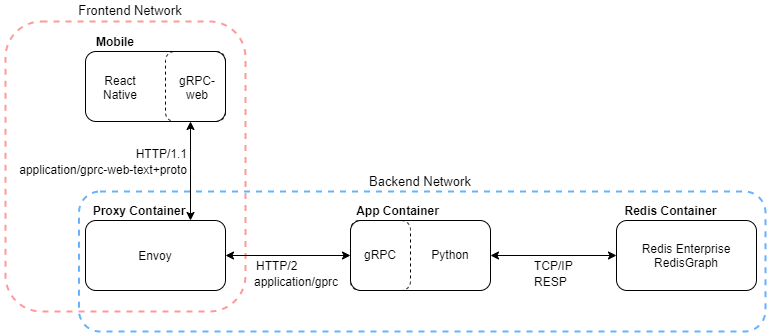 Frontend Network
Mobile
React
Native
gRPC-
web
HTTP/1.1
application/gprc-web-text+proto
Backend Network
Proxy Container
Envoy
HTTP/2
application/gprc
App Container
gRPC
Python
TCP/IP
RESP
Redis Container
Redis Enterprise
RedisGraph